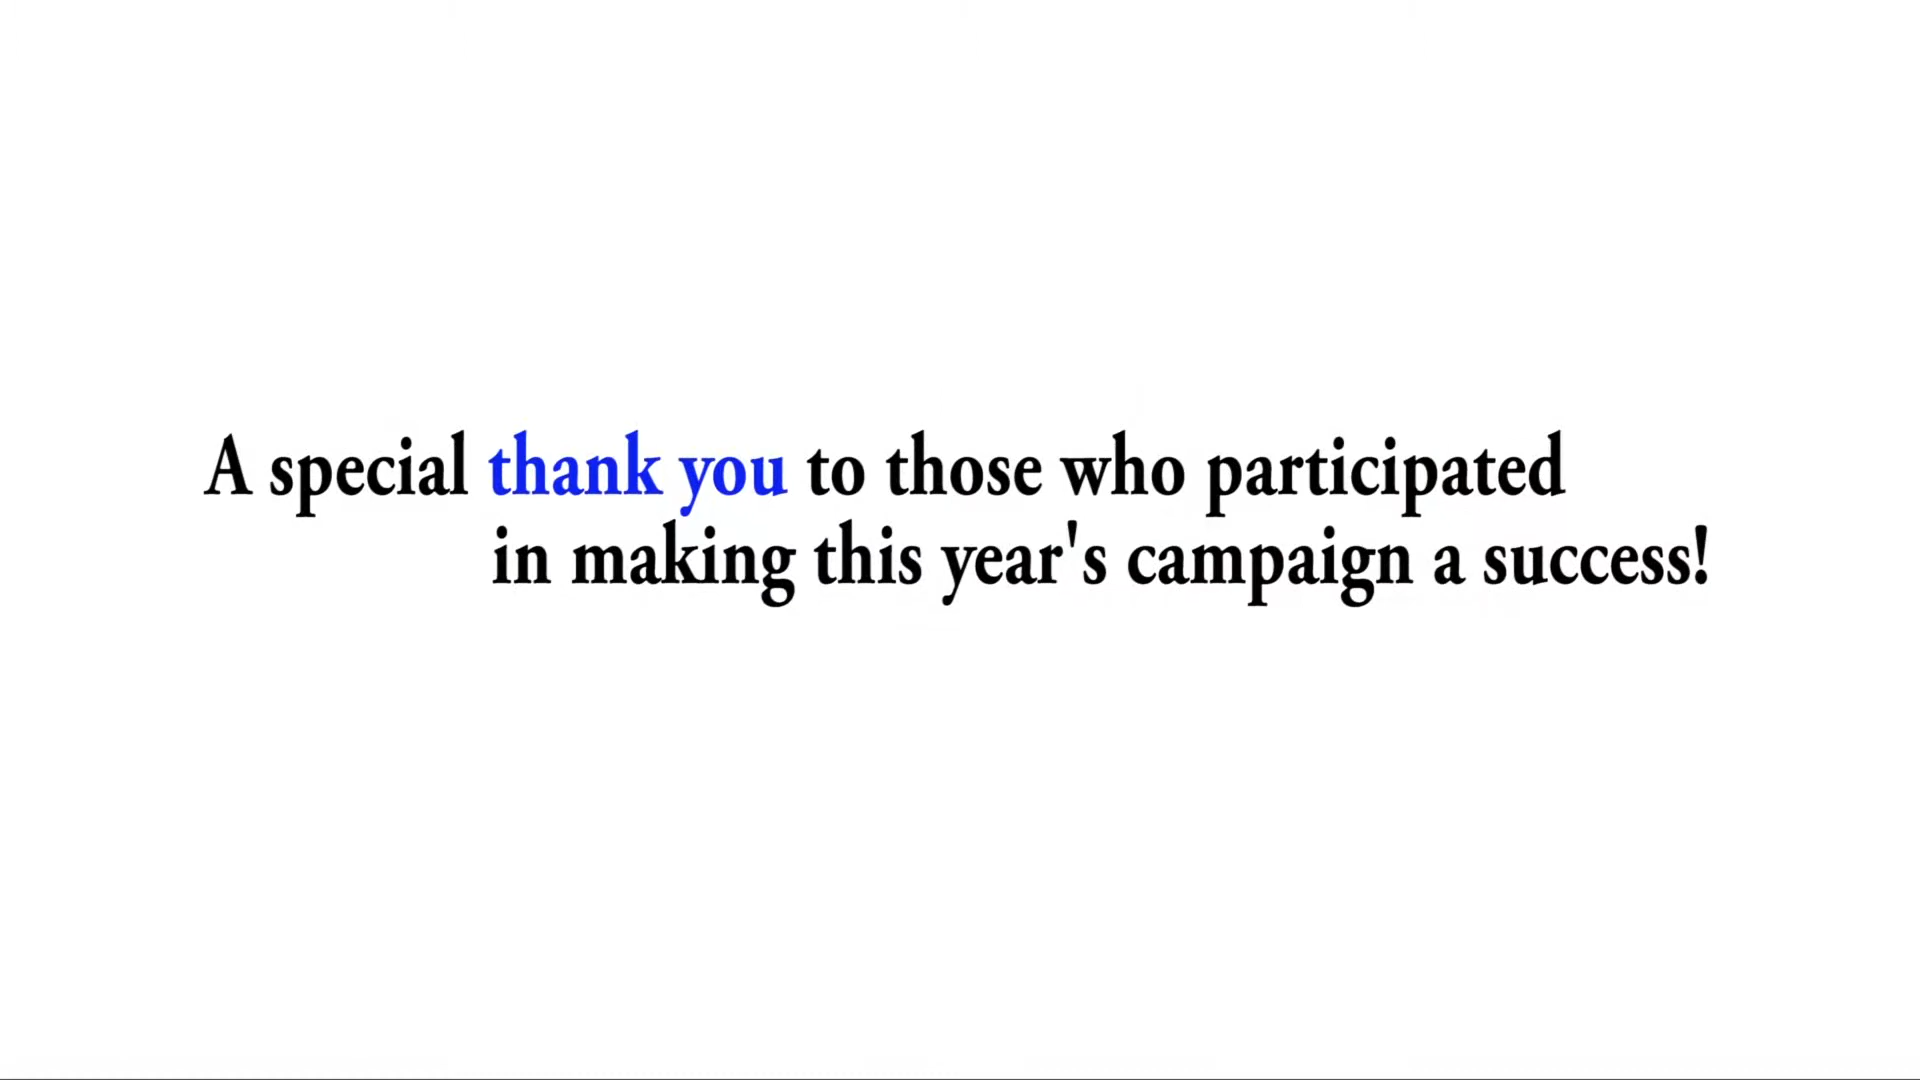 A special thank you to those who participated
in making this year's campaign a success!